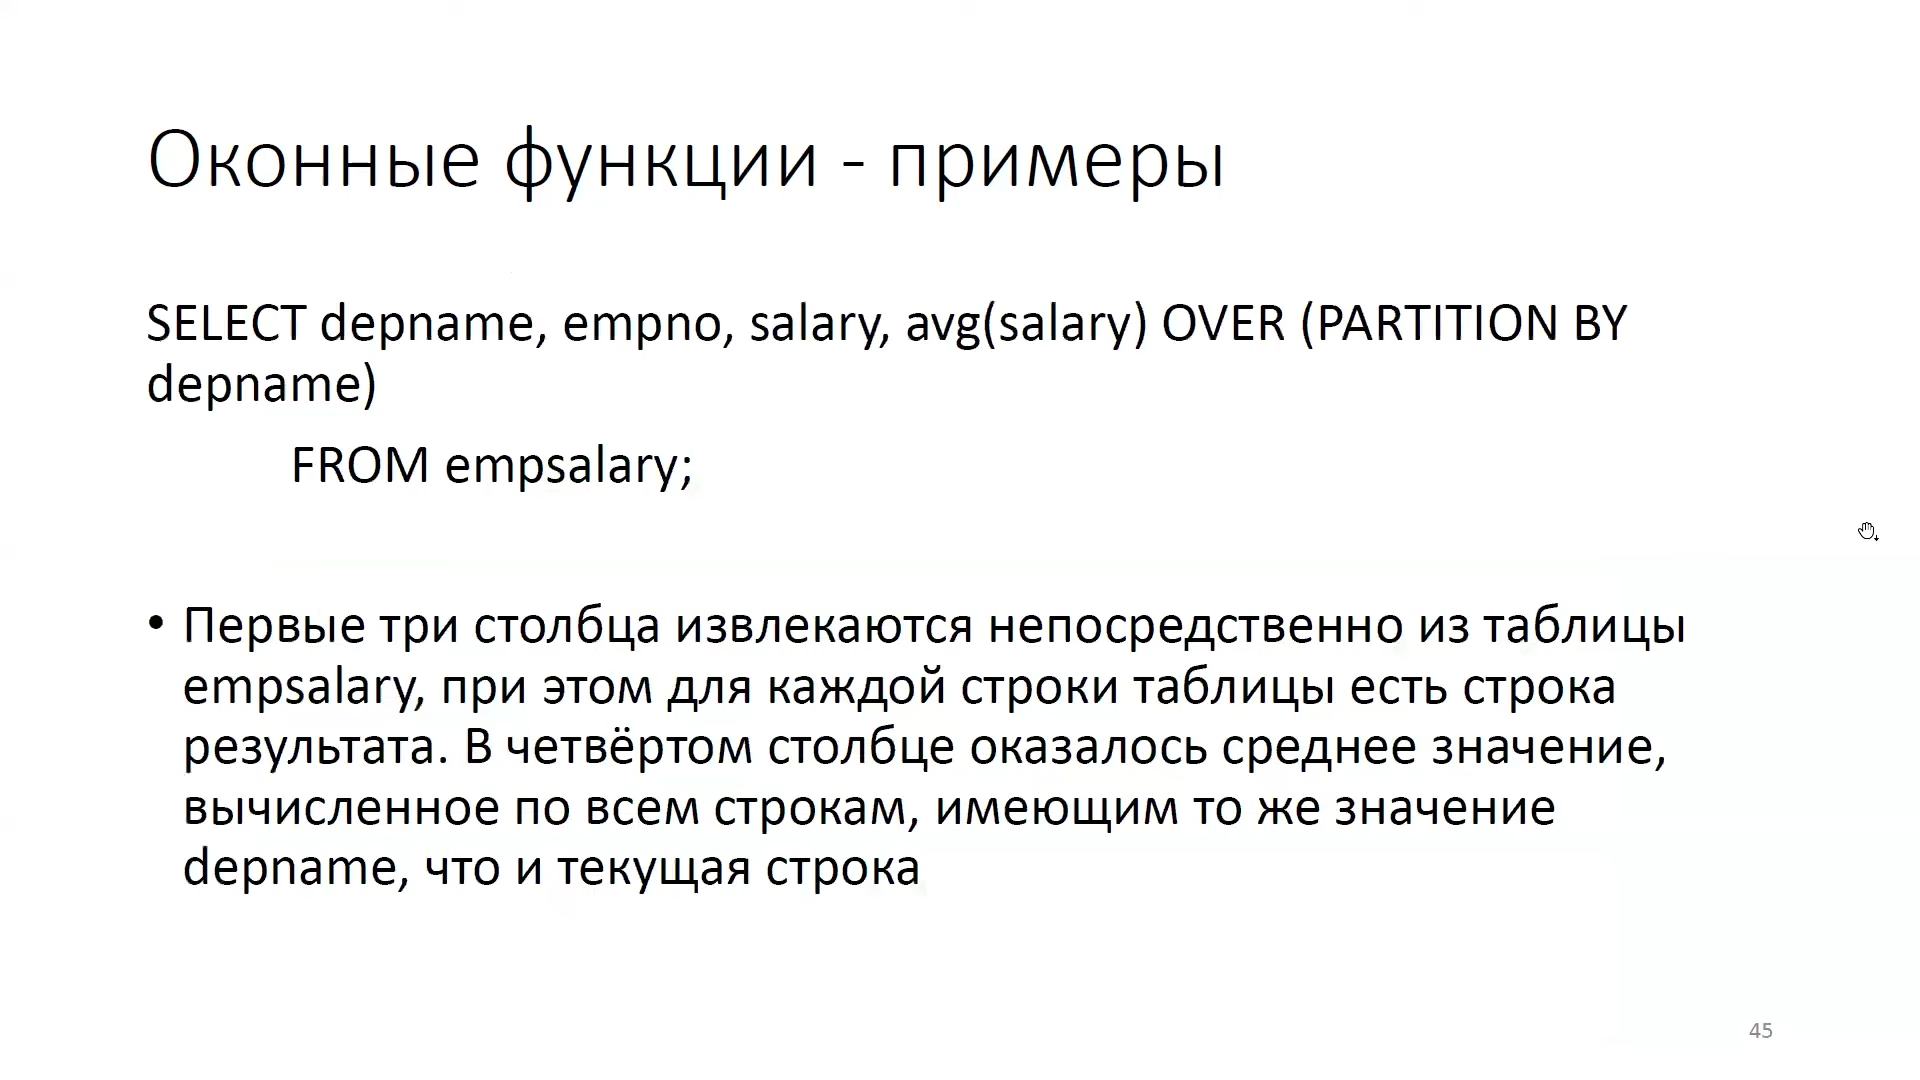 Оконные функции - примеры
SELECT depname, empno, salary, avg(salary) OVER (PARTITION BY
depname)
FROM empsalary;
• Первые три столбца извлекаются непосредственно из таблицы
empsalary, при этом для каждой строки таблицы есть строка
результата. В четвёртом столбце оказалось среднее значение,
вычисленное по всем строкам, имеющим то же значение
depname, что и текущая строка
45